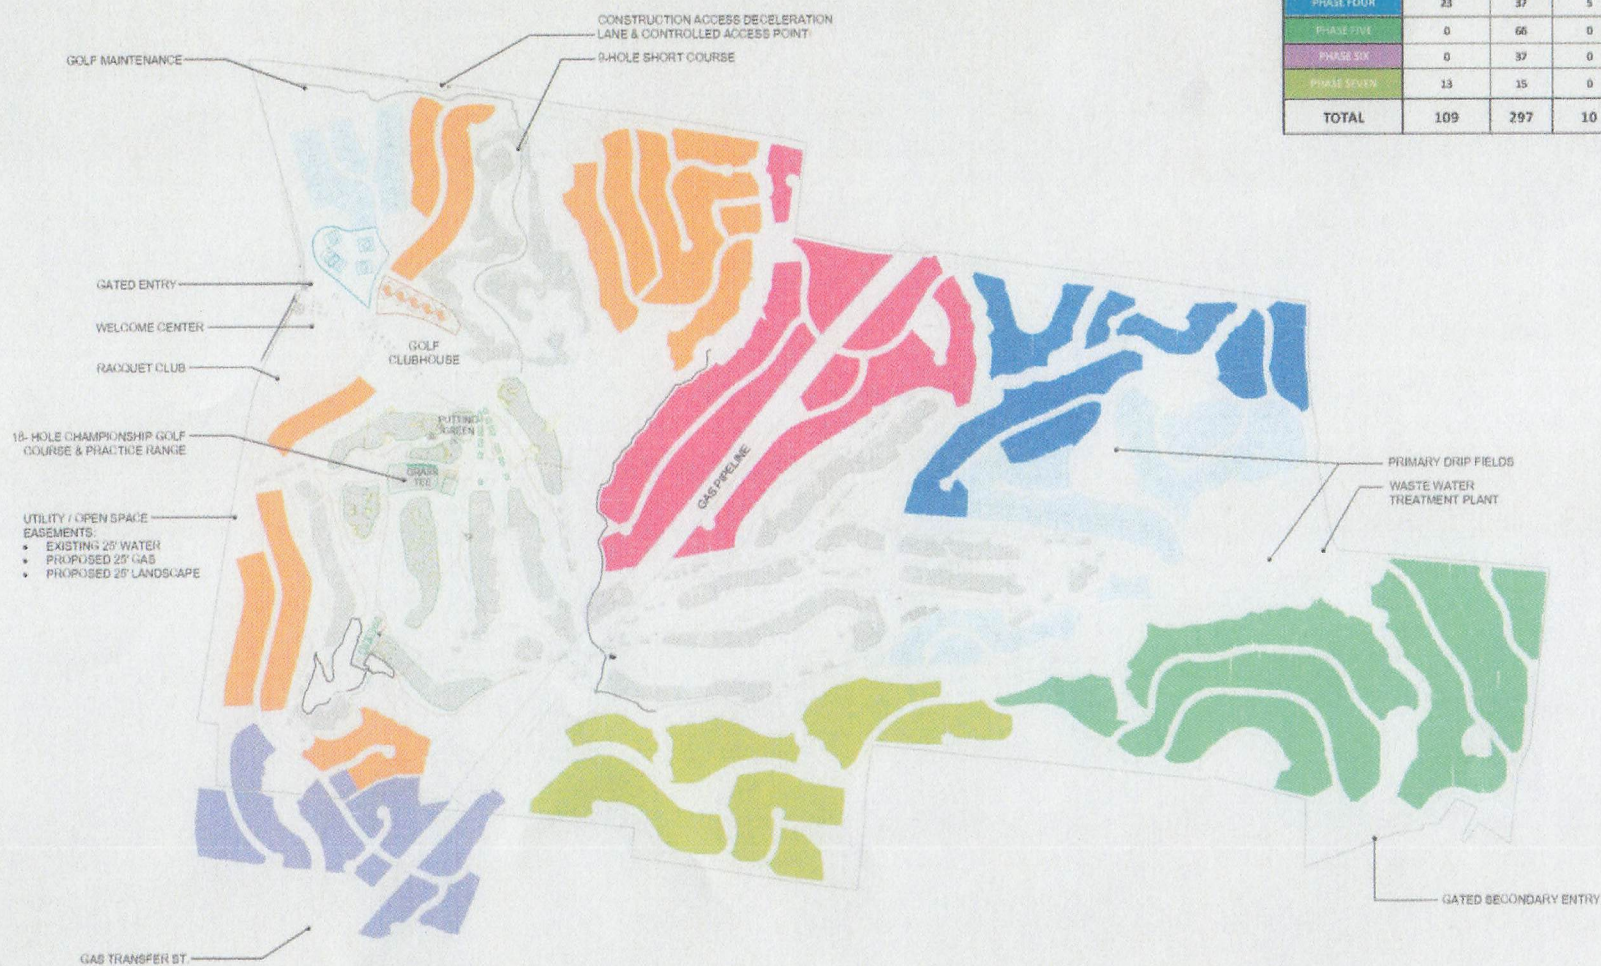 CONSTRUCTION ACCESS DECELERATION
LANE & CONTROLLED ACCESS POINT
9-HOLE SHORT COURSE
GOLF MAINTENANCE
PHASE FOUR 23 37 5
PHASE FIVE 0 66 0
PHASE SIX 0 37 0
PHASE SEVEN 13 15 0
TOTAL 109 297 10
GATED ENTRY
WELCOME CENTER
RACQUET CLUB
GOLF
CLUBHOUSE
18- HOLE CHAMPIONSHIP GOLF
COURSE & PRACTICE RANGE
PUTTING
GREEN
GRASS
TEE
GAS PIPELINE
PRIMARY DRIP FIELDS
WASTE WATER
TREATMENT PLANT
UTILITY / OPEN SPACE
EASEMENTS:
• EXISTING 25' WATER
• PROPOSED 25' GAS
• PROPOSED 25' LANDSCAPE
GATED SECONDARY ENTRY
GAS TRANSFER ST.